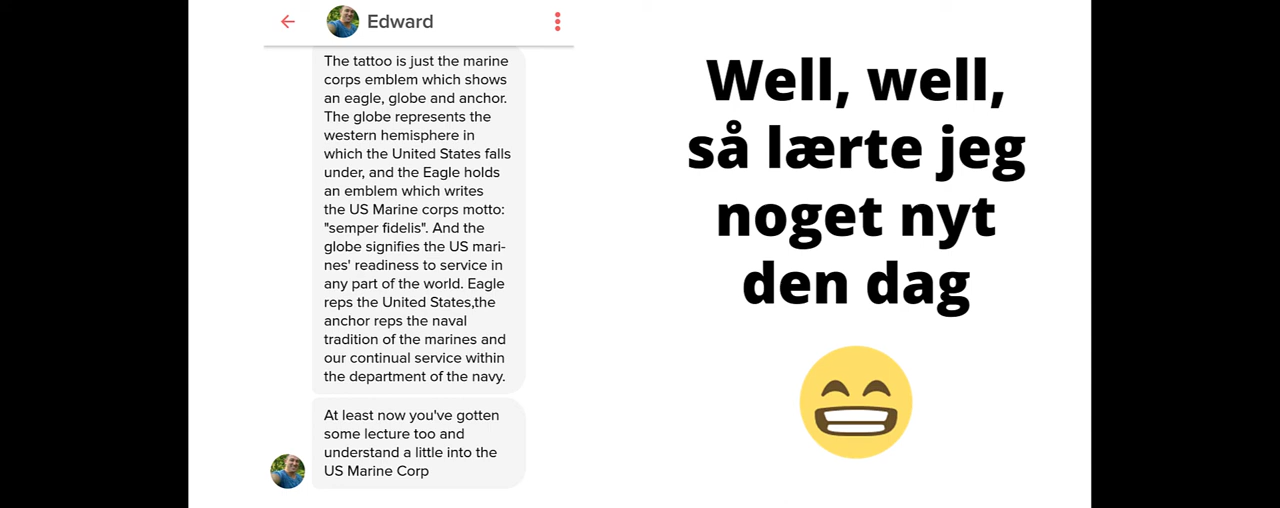 Edward
The tattoo is just the marine
corps emblem which shows
an eagle, globe and anchor.
The globe represents the
western hemisphere in
which the United States falls
under, and the Eagle holds
an emblem which writes
the US Marine corps motto:
"semper fidelis". And the
globe signifies the US mari-
nes' readiness to service in
any part of the world. Eagle
reps the United States,the
anchor reps the naval
tradition of the marines and
our continual service within
the department of the navy.
At least now you've gotten
some lecture too and
understand a little into the
US Marine Corp
Well, well,
så lærte jeg
noget nyt
den dag